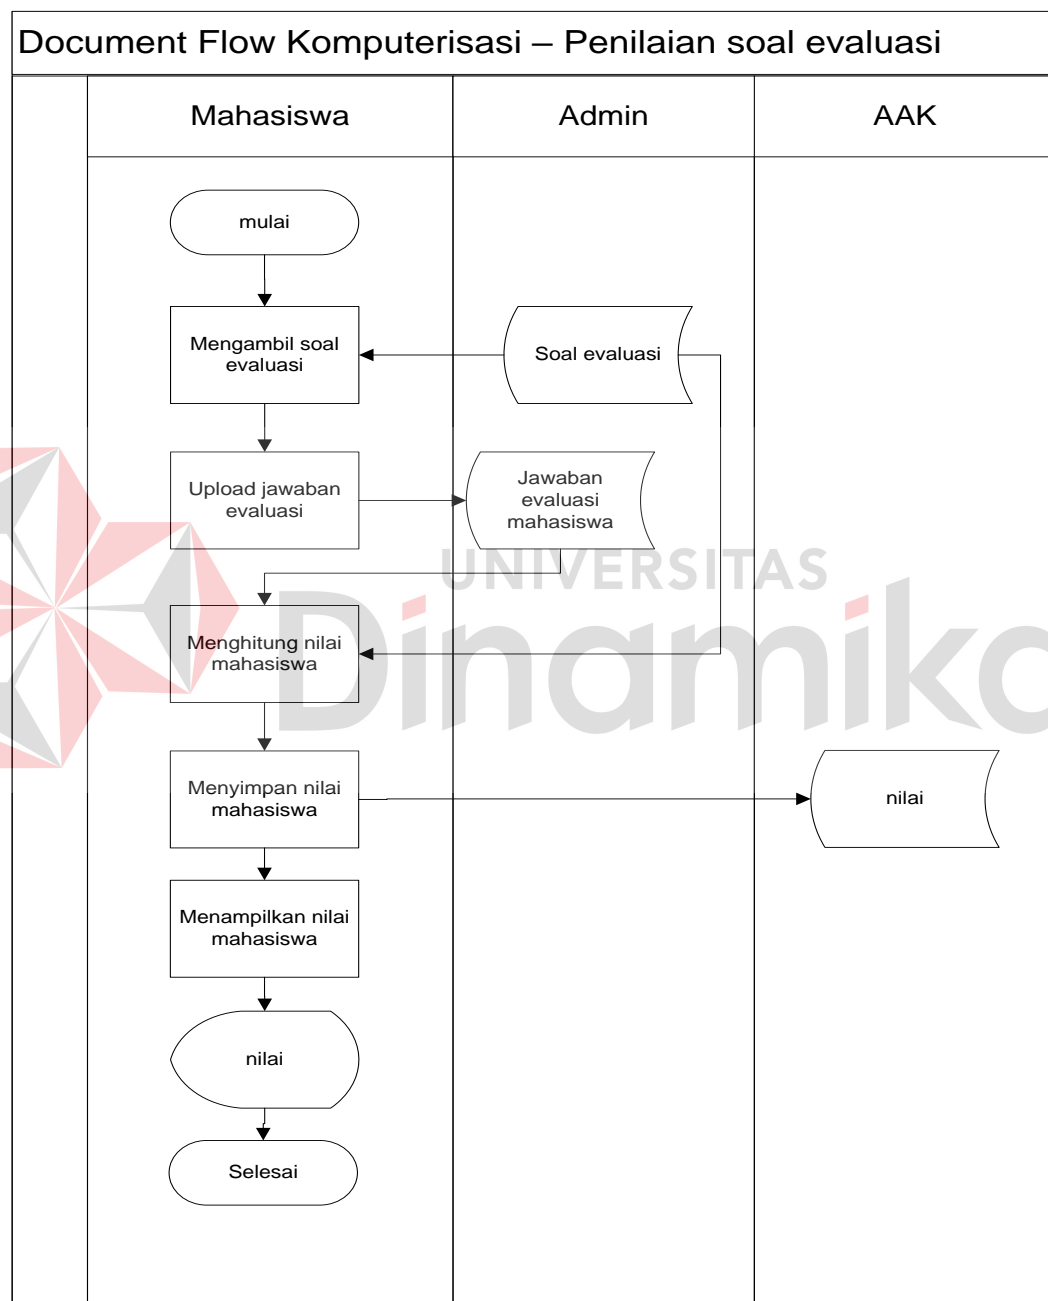 Document Flow Komputerisasi – Penilaian soal evaluasi
Mahasiswa
Admin
AAK
mulai
Mengambil soal
evaluasi
Soal evaluasi
Upload jawaban
evaluasi
Jawaban
evaluasi
mahasiswa
UNIVERSITAS
Dinamika
Menghitung nilai
mahasiswa
Menyimpan nilai
mahasiswa
nilai
Menampilkan nilai
mahasiswa
nilai
Selesai